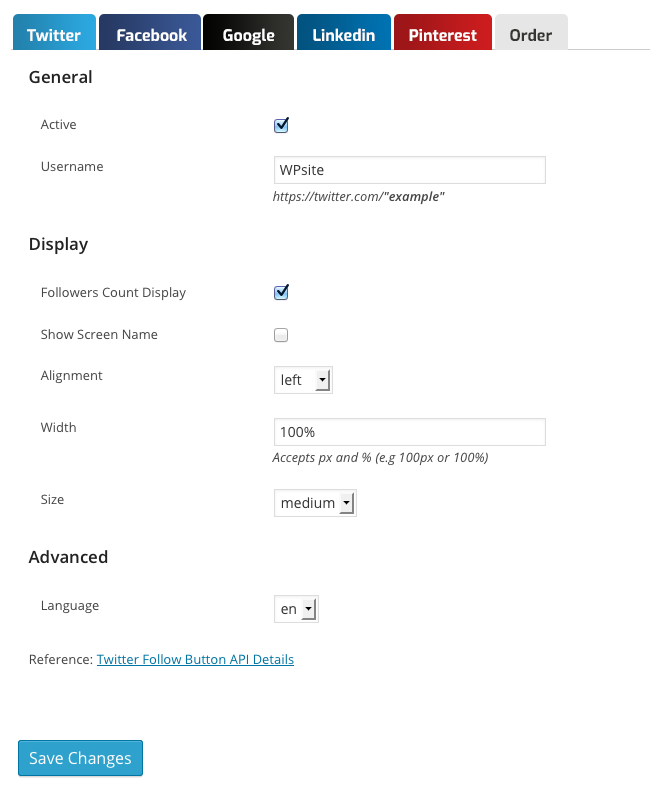 Twitter Facebook Google Linkedin Pinterest Order
General
Active
Username WPsite
https://twitter.com/"example"
Display
Followers Count Display
Show Screen Name
Alignment left
Width 100%
Accepts px and % (e.g 100px or 100%)
Size medium
Advanced
Language en
Reference: Twitter Follow Button API Details
Save Changes